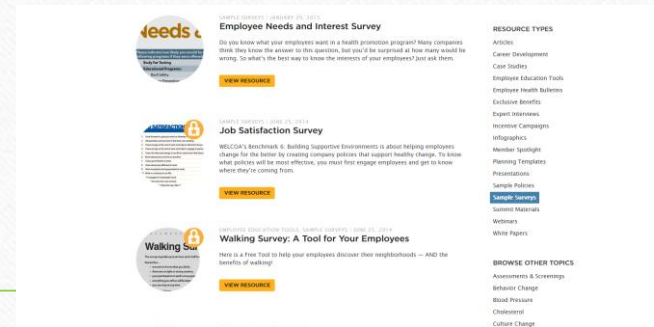 Needs
SAMPLE SURVEYS | JANUARY 29, 2015
Employee Needs and Interest Survey
Do you know what your employees want in a health promotion program? Many companies
think they know the answer to this question, but you'd be surprised at how many would be
wrong. So what's the best way to know the interests of your employees? Just ask them.
VIEW RESOURCE
SAMPLE SURVEYS | JUNE 25, 2014
Job Satisfaction Survey
WELCOA's Benchmark 6: Building Supportive Environments is about helping employees
change for the better by creating company policies that support healthy change. To know
what policies will be most effective, you must first engage employees and get to know
where they're coming from.
VIEW RESOURCE
EMPLOYEE EDUCATION TOOLS, SAMPLE SURVEYS | JUNE 25, 2014
Walking Survey: A Tool for Your Employees
Walking Sur
Here is a Free Tool to help your employees discover their neighborhoods — AND the
benefits of walking!
VIEW RESOURCE
RESOURCE TYPES
Articles
Career Development
Case Studies
Employee Education Tools
Employee Health Bulletins
Exclusive Benefits
Expert Interviews
Incentive Campaigns
Infographics
Member Spotlight
Planning Templates
Presentations
Sample Policies
Sample Surveys
Summit Materials
Webinars
White Papers
BROWSE OTHER TOPICS
Assessments & Screenings
Behavior Change
Blood Pressure
Cholesterol
Culture Change